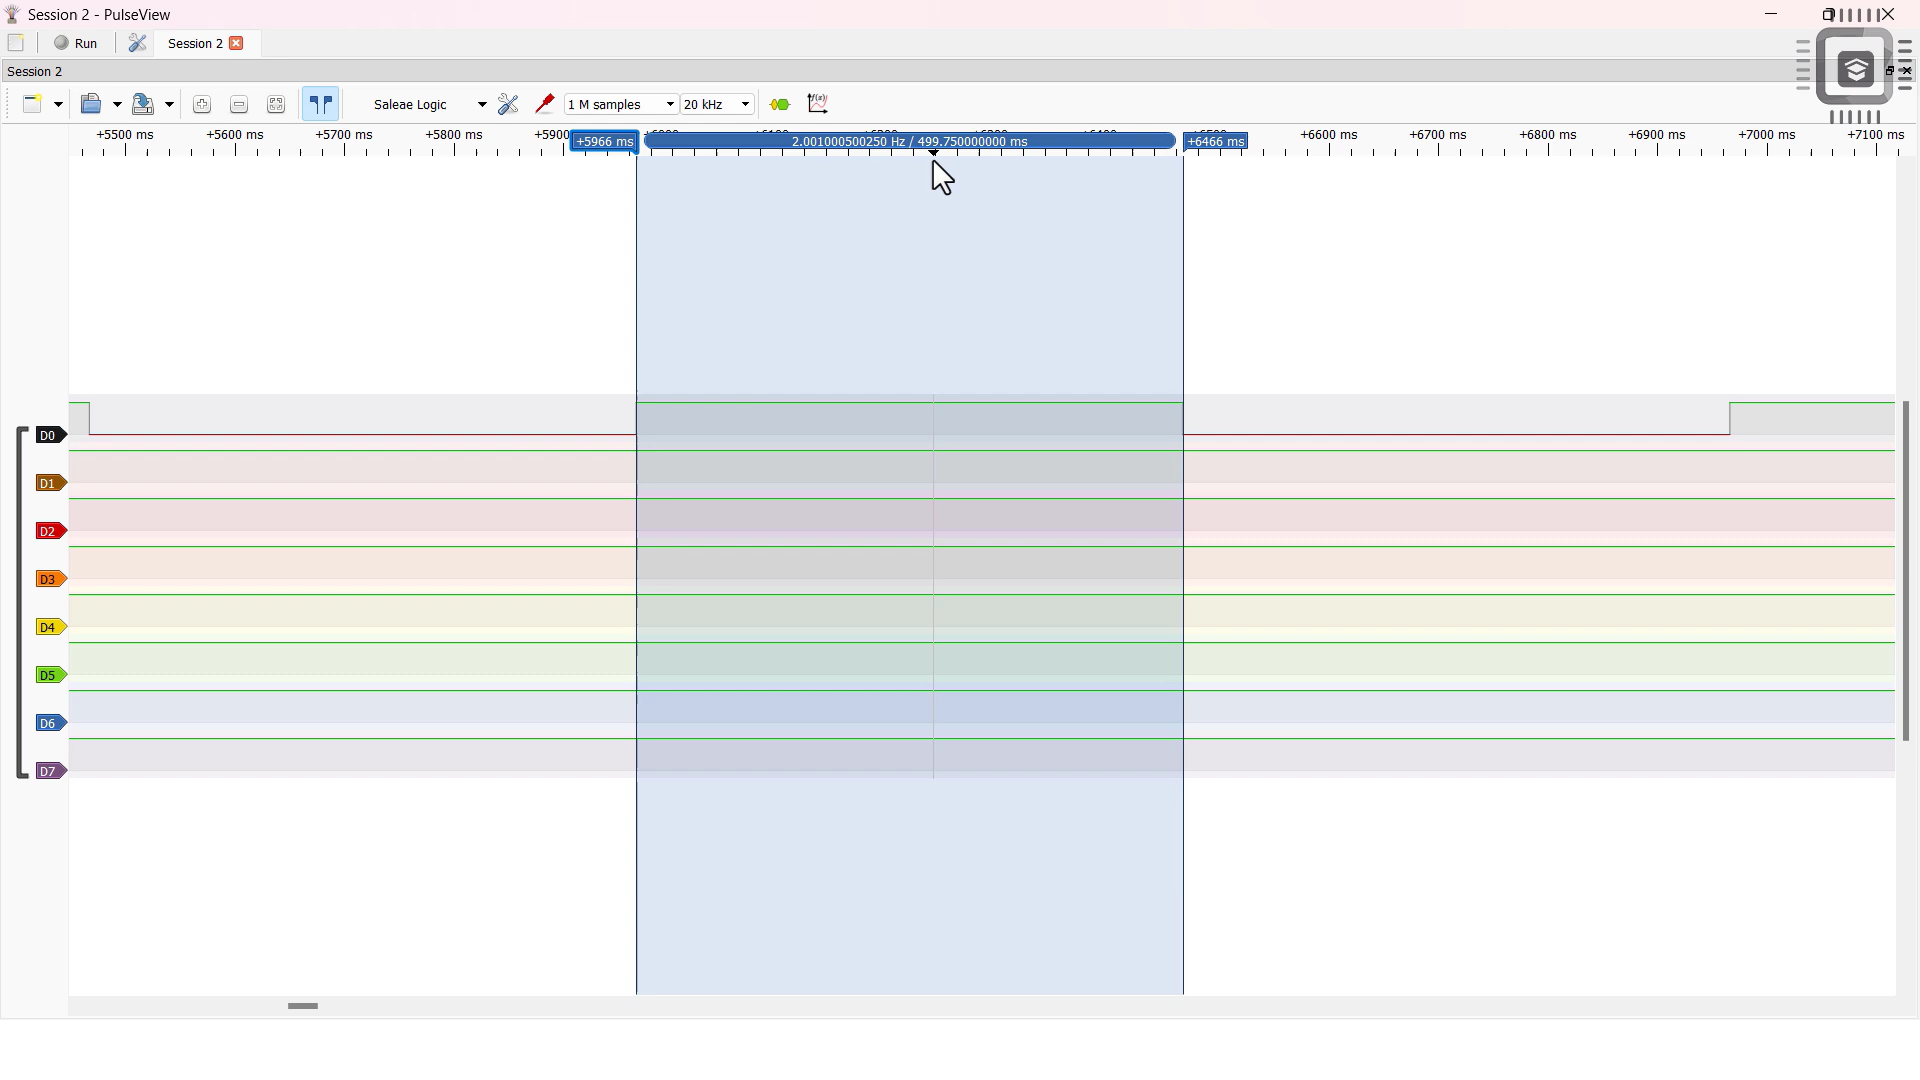 Session 2 - PulseView
Run
Session 2
Session 2
Saleae Logic
1 M samples
20 kHz
+5500 ms +5600 ms +5700 ms +5800 ms +5900 +6600 ms +6700 ms +6800 ms +6900 ms +7000 ms +7100 ms
+5966 ms 2.001000500250 Hz / 499.750000000 ms +6466 ms
D0
D1
D2
D3
D4
D5
D6
D7